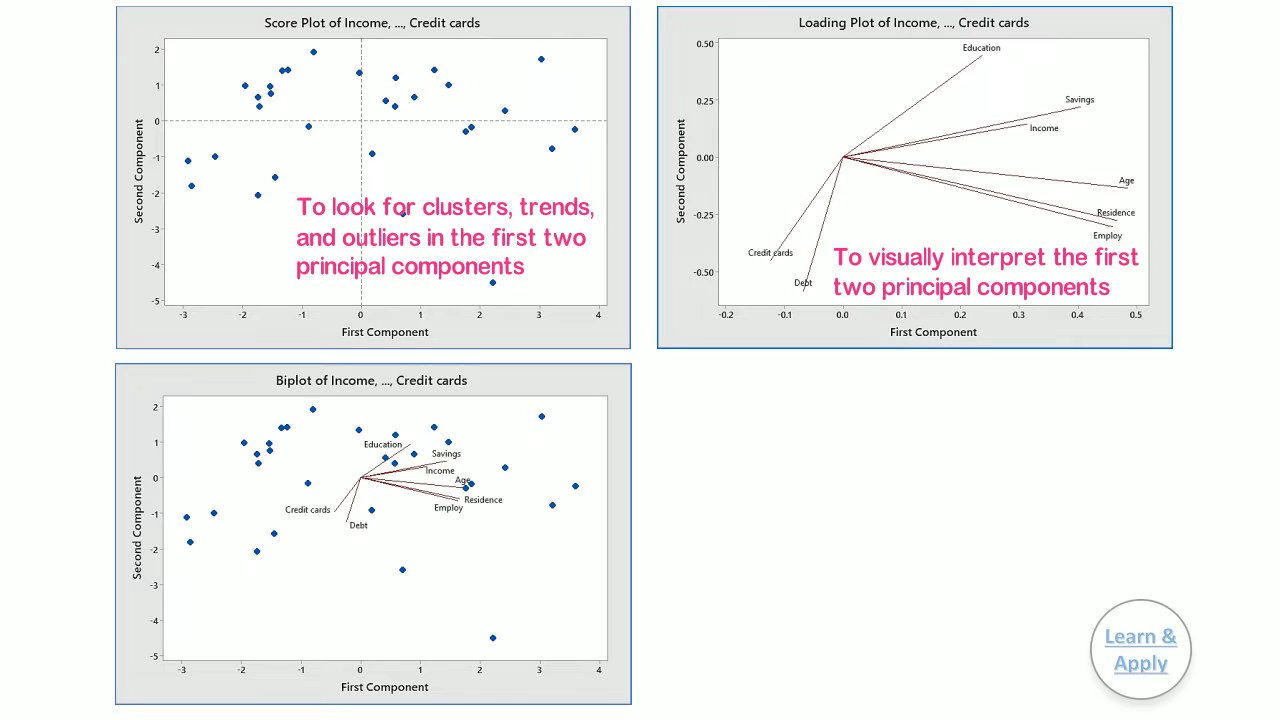 Score Plot of Income, ..., Credit cards
2
1
0
-1
-2
-3
-4
-5
Second Component
-3
-2
-1
0
1
2
3
4
First Component
To look for clusters, trends,
and outliers in the first two
principal components
Loading Plot of Income, ..., Credit cards
0.50
0.25
0.00
-0.25
-0.50
Second Component
Education
Savings
Income
Age
Residence
Employ
Credit cards
Debt
-0.2
-0.1
0.0
0.1
0.2
0.3
0.4
0.5
First Component
To visually interpret the first
two principal components
Biplot of Income, ..., Credit cards
2
1
0
-1
-2
-3
-4
-5
Second Component
Education
Savings
Income
Age
Residence
Employ
Credit cards
Debt
-3
-2
-1
0
1
2
3
4
First Component
Learn &
Apply